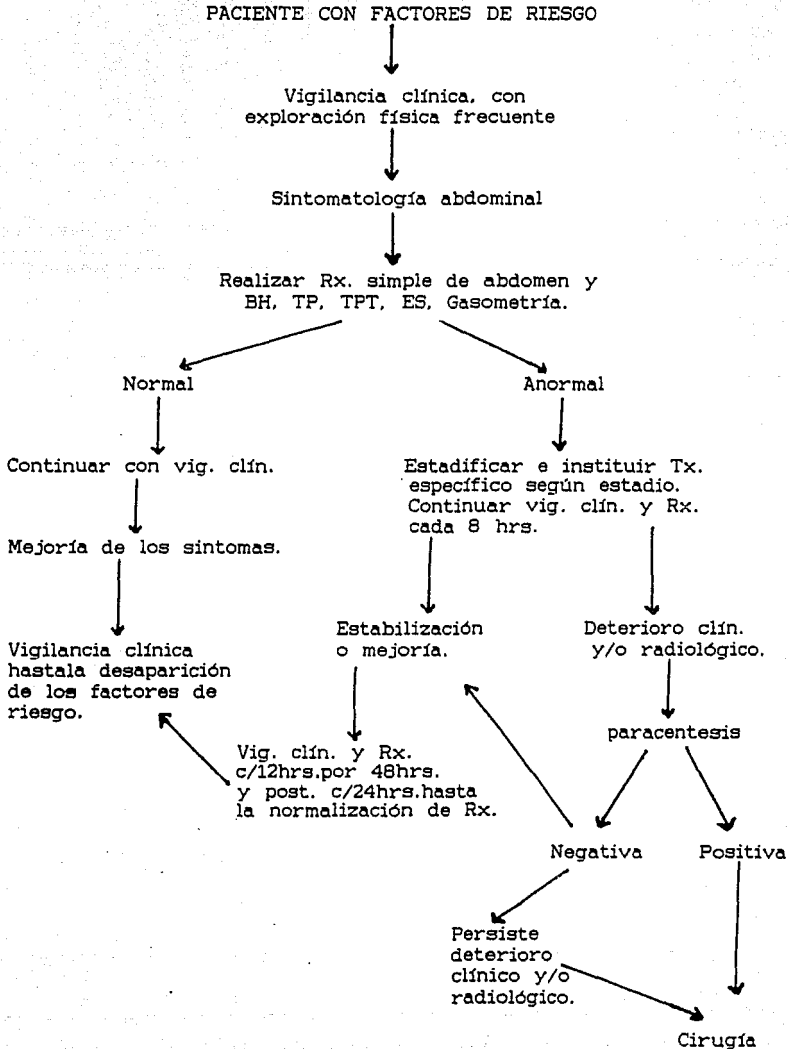 PACIENTE CON FACTORES DE RIESGO
Vigilancia clínica, con
exploración física frecuente
Sintomatología abdominal
Realizar Rx. simple de abdomen y
BH, TP, TPT, ES, Gasometría.
Normal
Anormal
Continuar con vig. clín.
Mejoría de los sintomas.
Vigilancia clínica
hastala desaparición
de los factores de
riesgo.
Estadificar e instituir Tx.
específico según estadio.
Continuar vig. clín. y Rx.
cada 8 hrs.
Estabilización
o mejoría.
Deterioro clín.
y/o radiológico.
Vig. clín. y Rx.
c/12hrs.por 48hrs.
y post. c/24hrs.hasta
la normalización de Rx.
paracentesis
Negativa
Positiva
Persiste
deterioro
clínico y/o
radiológico.
Cirugía